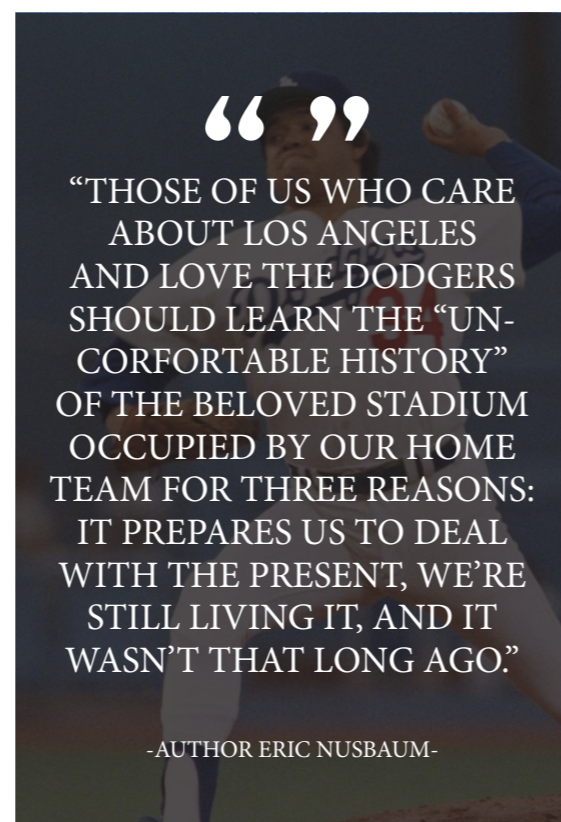 “ ”
“THOSE OF US WHO CARE
ABOUT LOS ANGELES
AND LOVE THE DODGERS
SHOULD LEARN THE “UN-
CORFORTABLE HISTORY”
OF THE BELOVED STADIUM
OCCUPIED BY OUR HOME
TEAM FOR THREE REASONS:
IT PREPARES US TO DEAL
WITH THE PRESENT, WE’RE
STILL LIVING IT, AND IT
WASN’T THAT LONG AGO.”
-AUTHOR ERIC NUSBAUM-
Dodgers
34